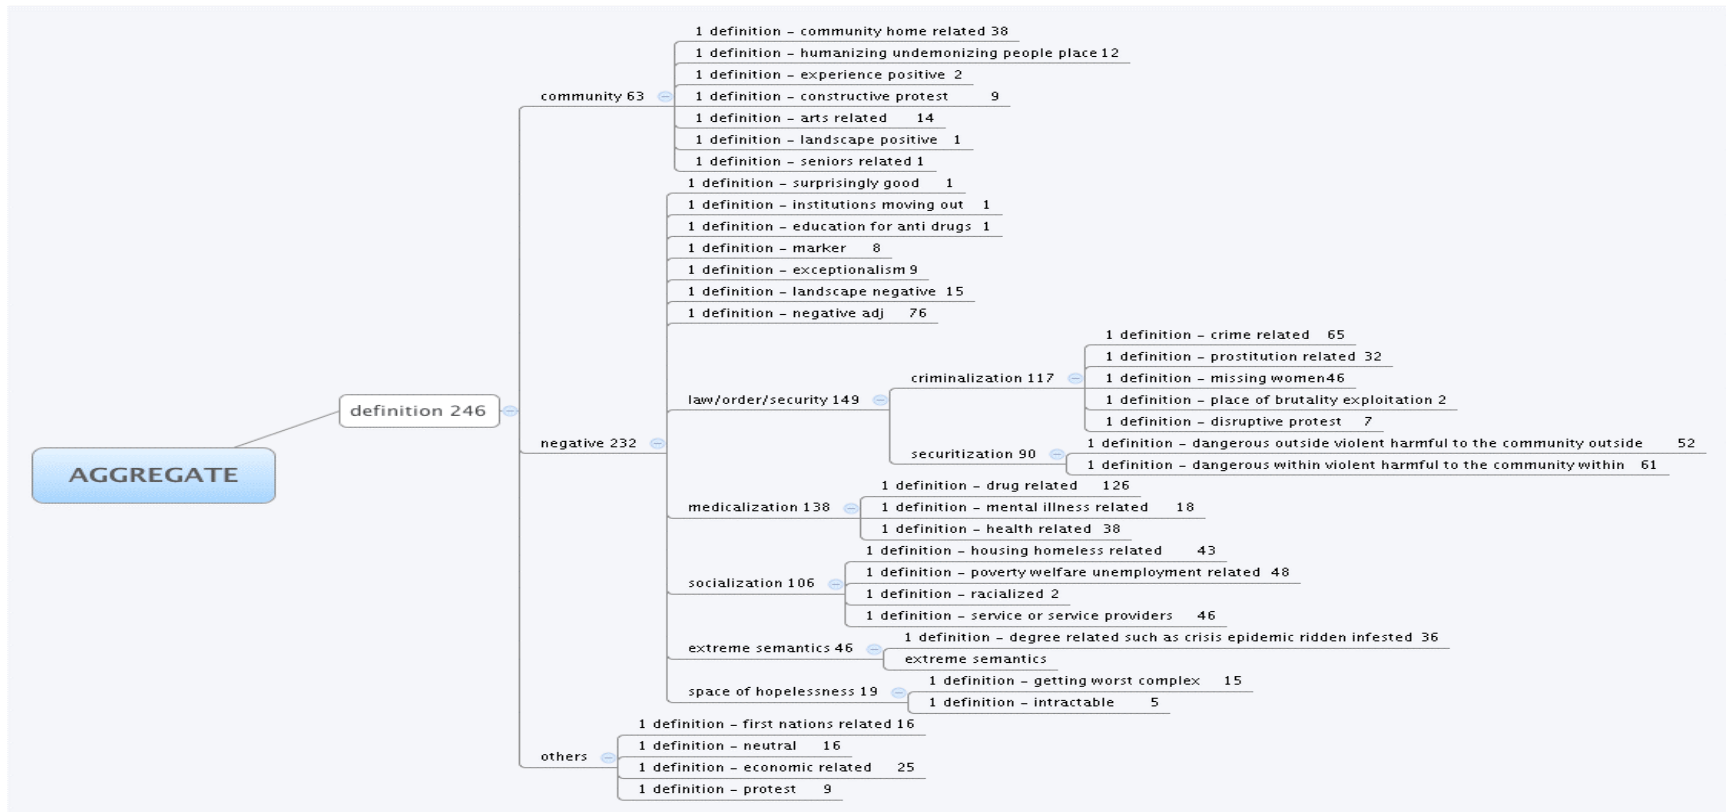 1 definition – community home related 38
1 definition – humanizing undemonizing people place 12
1 definition – experience positive 2
community 63
1 definition – constructive protest 9
1 definition – arts related 14
1 definition – landscape positive 1
1 definition – seniors related 1
1 definition – surprisingly good 1
1 definition – institutions moving out 1
1 definition – education for anti drugs 1
1 definition – marker 8
1 definition – exceptionalism 9
1 definition – landscape negative 15
1 definition – negative adj 76
1 definition – crime related 65
1 definition – prostitution related 32
criminalization 117
1 definition – missing women46
law/order/security 149
1 definition – place of brutality exploitation 2
definition 246
1 definition – disruptive protest 7
negative 232
1 definition – dangerous outside violent harmful to the community outside 52
securitization 90
1 definition – dangerous within violent harmful to the community within 61
AGGREGATE
1 definition – drug related 126
medicalization 138
1 definition – mental illness related 18
1 definition – health related 38
1 definition – housing homeless related 43
1 definition – poverty welfare unemployment related 48
socialization 106
1 definition – racialized 2
1 definition – service or service providers 46
1 definition – degree related such as crisis epidemic ridden infested 36
extreme semantics 46
extreme semantics
1 definition – getting worst complex 15
space of hopelessness 19
1 definition – intractable 5
1 definition – first nations related 16
1 definition – neutral 16
others
1 definition – economic related 25
1 definition – protest 9